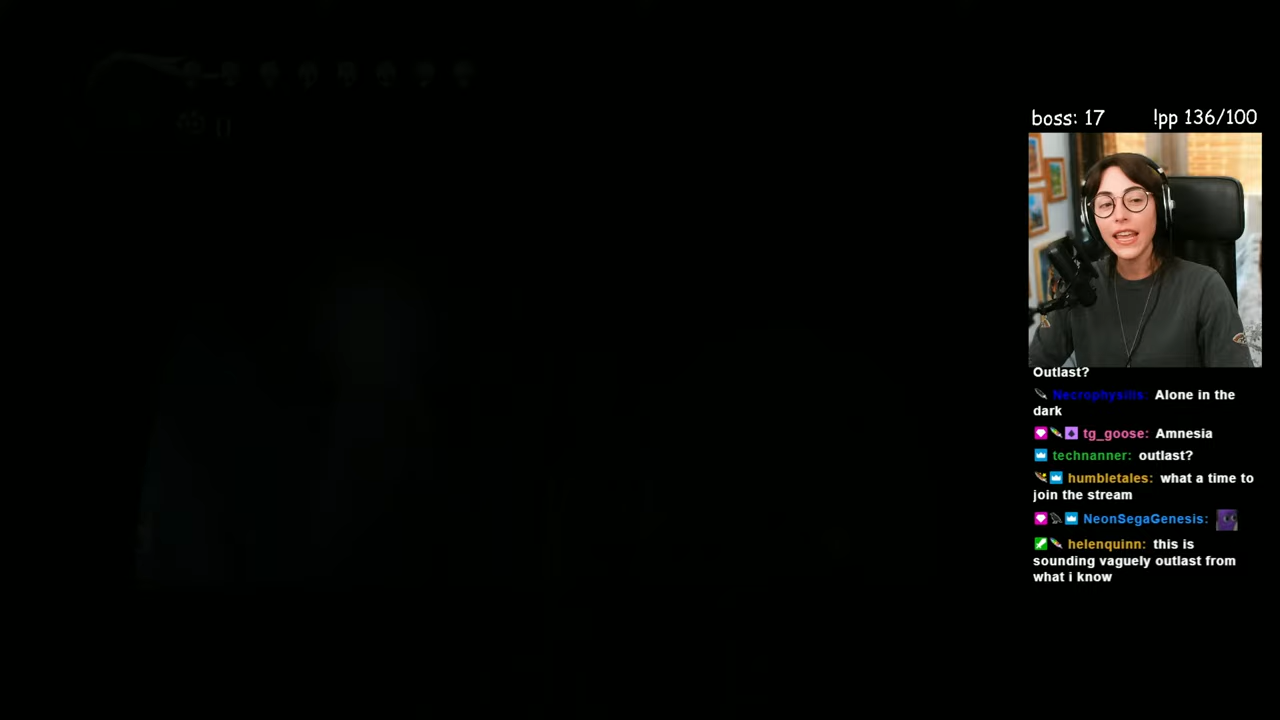 boss: 17 !pp 136/100
Outlast?
Necrophysilis: Alone in the
dark
tg_goose: Amnesia
technanner: outlast?
humbletales: what a time to
join the stream
NeonSegaGenesis:
helenquinn: this is
sounding vaguely outlast from
what i know